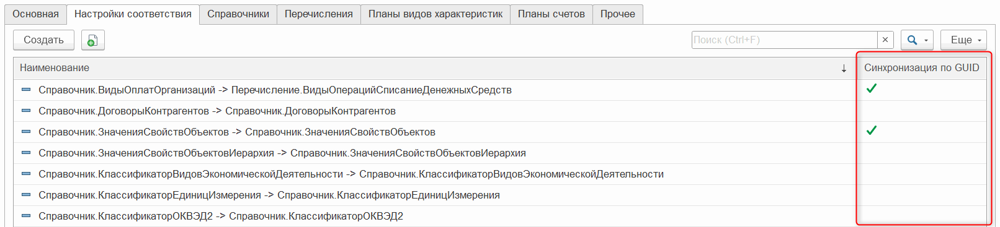 Основная Настройки соответствия Справочники Перечисления Планы видов характеристик Планы счетов Прочее
Создать Поиск (Ctrl+F) × Еще
Наименование ↓ Синхронизация по GUID
Справочник.ВидыОплатОрганизаций -> Перечисление.ВидыОперацийСписаниеДенежныхСредств
Справочник.ДоговорыКонтрагентов -> Справочник.ДоговорыКонтрагентов
Справочник.ЗначенияСвойствОбъектов -> Справочник.ЗначенияСвойствОбъектов
Справочник.ЗначенияСвойствОбъектовИерархия -> Справочник.ЗначенияСвойствОбъектовИерархия
Справочник.КлассификаторВидовЭкономическойДеятельности -> Справочник.КлассификаторВидовЭкономическойДеятельности
Справочник.КлассификаторЕдиницИзмерения -> Справочник.КлассификаторЕдиницИзмерения
Справочник.КлассификаторОКВЭД2 -> Справочник.КлассификаторОКВЭД2